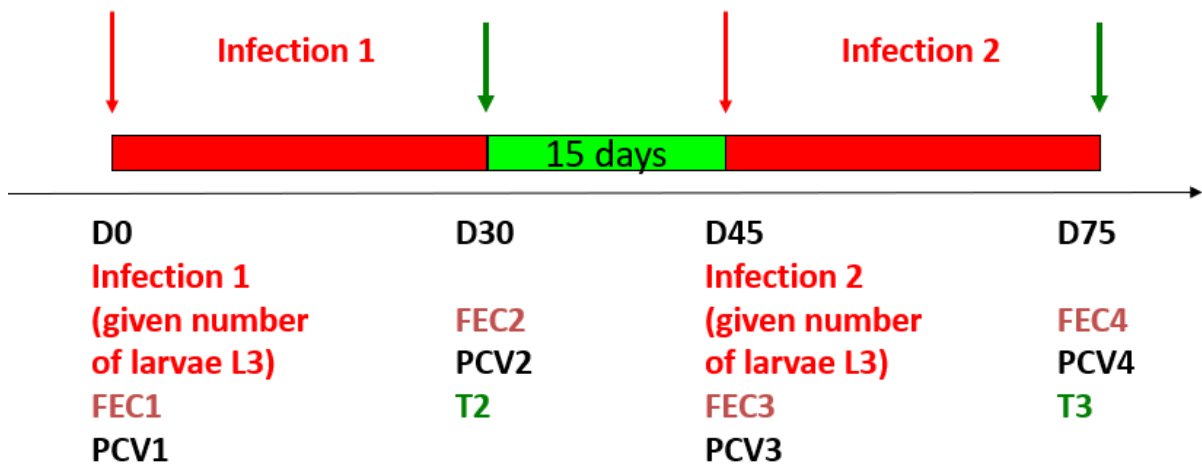 Infection 1
Infection 2
15 days
D0
Infection 1
(given number
of larvae L3)
FEC1
PCV1
D30
FEC2
PCV2
T2
D45
Infection 2
(given number
of larvae L3)
FEC3
PCV3
D75
FEC4
PCV4
T3